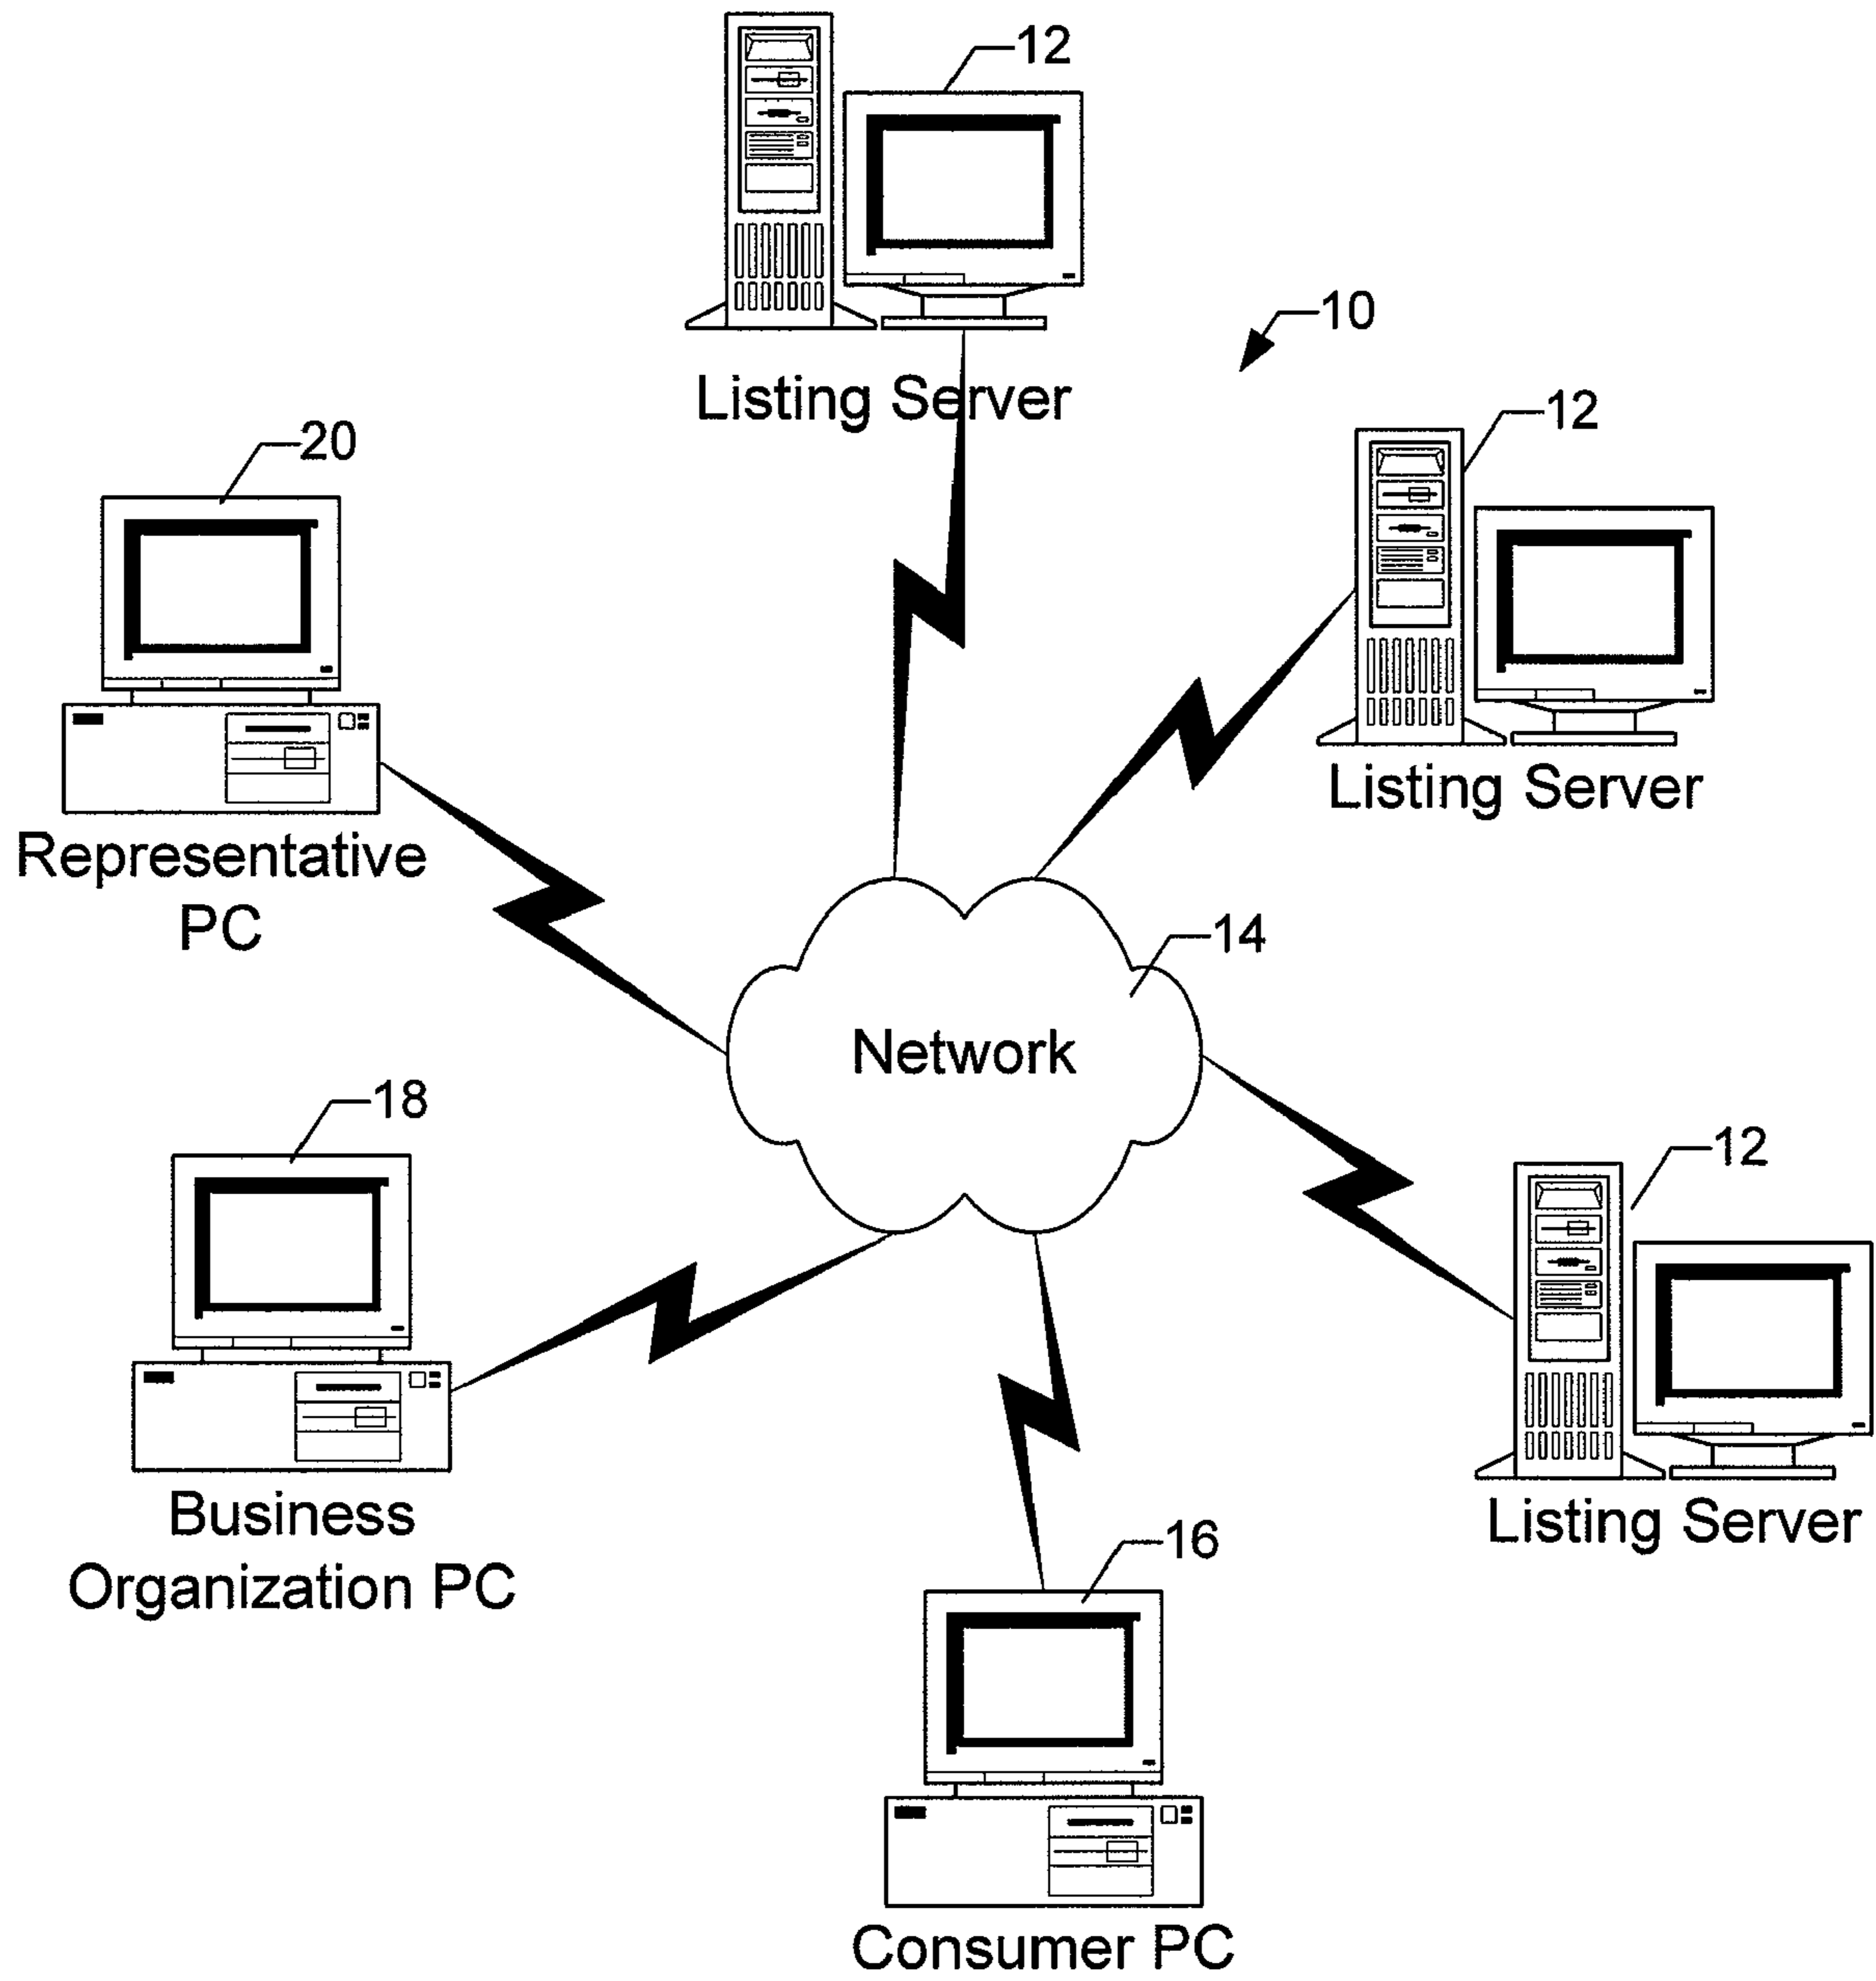 12
Listing Server
10
12
Listing Server
20
Representative
PC
14
Network
18
Business
Organization PC
12
Listing Server
16
Consumer PC